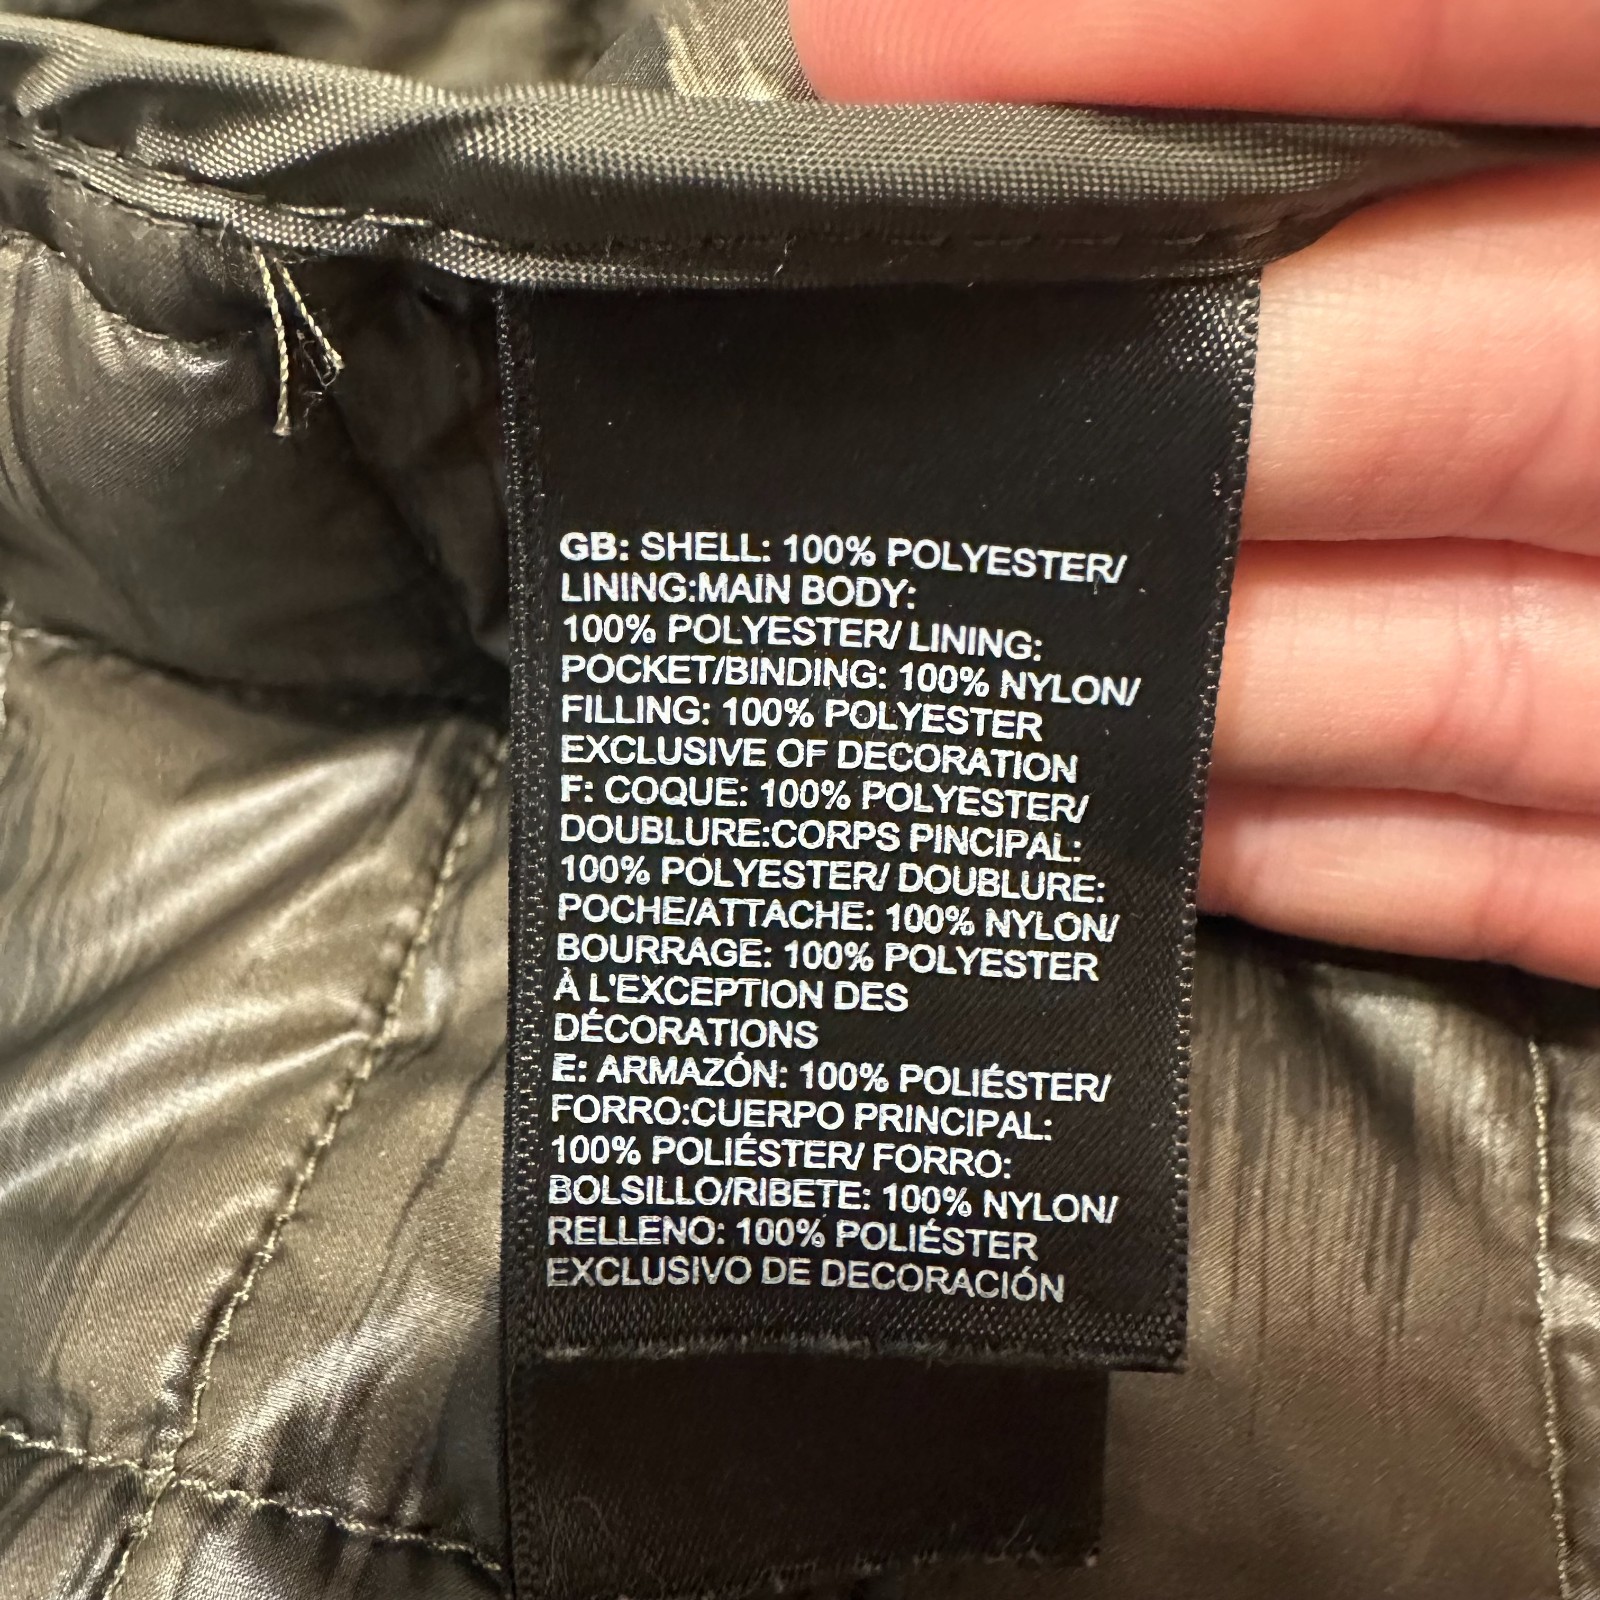 GB: SHELL: 100% POLYESTER/
LINING:MAIN BODY:
100% POLYESTER/ LINING:
POCKET/BINDING: 100% NYLON/
FILLING: 100% POLYESTER
EXCLUSIVE OF DECORATION
F: COQUE: 100% POLYESTER/
DOUBLURE:CORPS PINCIPAL:
100% POLYESTER/ DOUBLURE:
POCHE/ATTACHE: 100% NYLON/
BOURRAGE: 100% POLYESTER
À L'EXCEPTION DES
DÉCORATIONS
E: ARMAZÓN: 100% POLIÉSTER/
FORRO:CUERPO PRINCIPAL:
100% POLIÉSTER/ FORRO:
BOLSILLO/RIBETE: 100% NYLON/
RELLENO: 100% POLIÉSTER
EXCLUSIVO DE DECORACIÓN